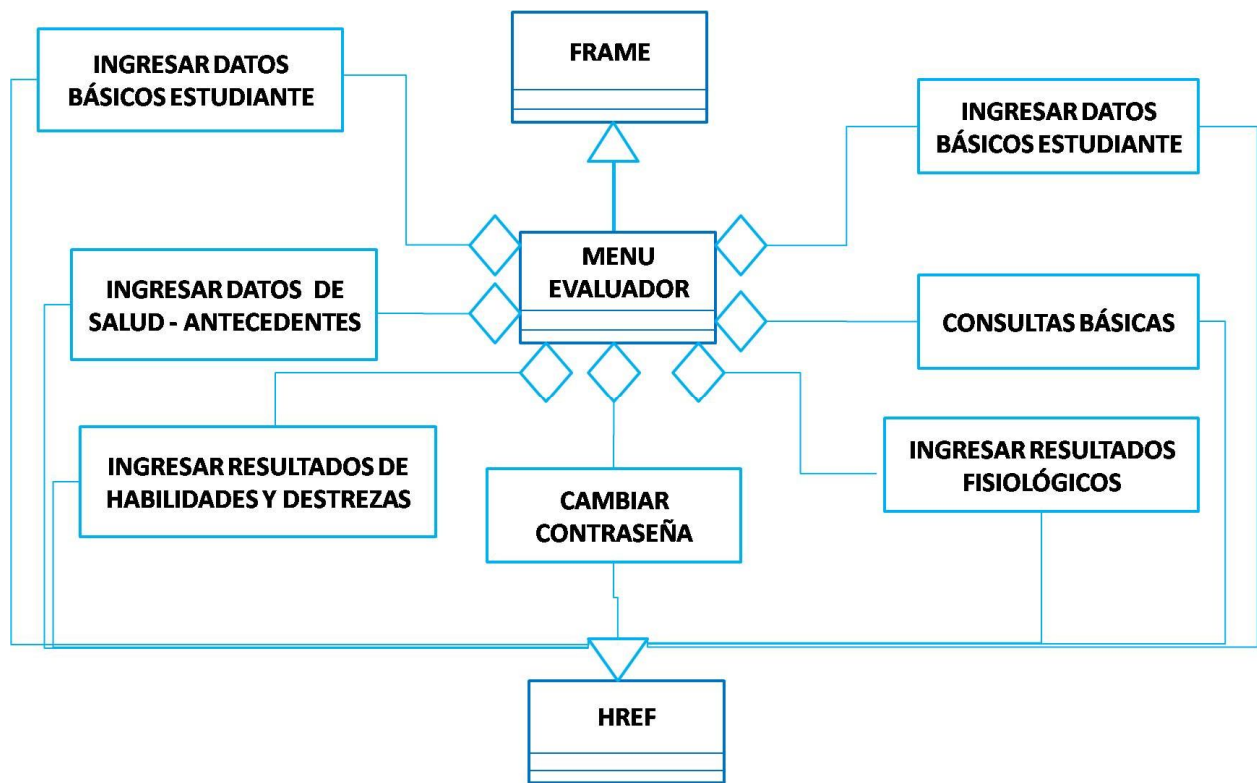 FRAME
INGRESAR DATOS
BÁSICOS ESTUDIANTE
INGRESAR DATOS
BÁSICOS ESTUDIANTE
MENU
EVALUADOR
INGRESAR DATOS DE
SALUD - ANTECEDENTES
CONSULTAS BÁSICAS
INGRESAR RESULTADOS DE
HABILIDADES Y DESTREZAS
CAMBIAR
CONTRASEÑA
INGRESAR RESULTADOS
FISIOLÓGICOS
HREF